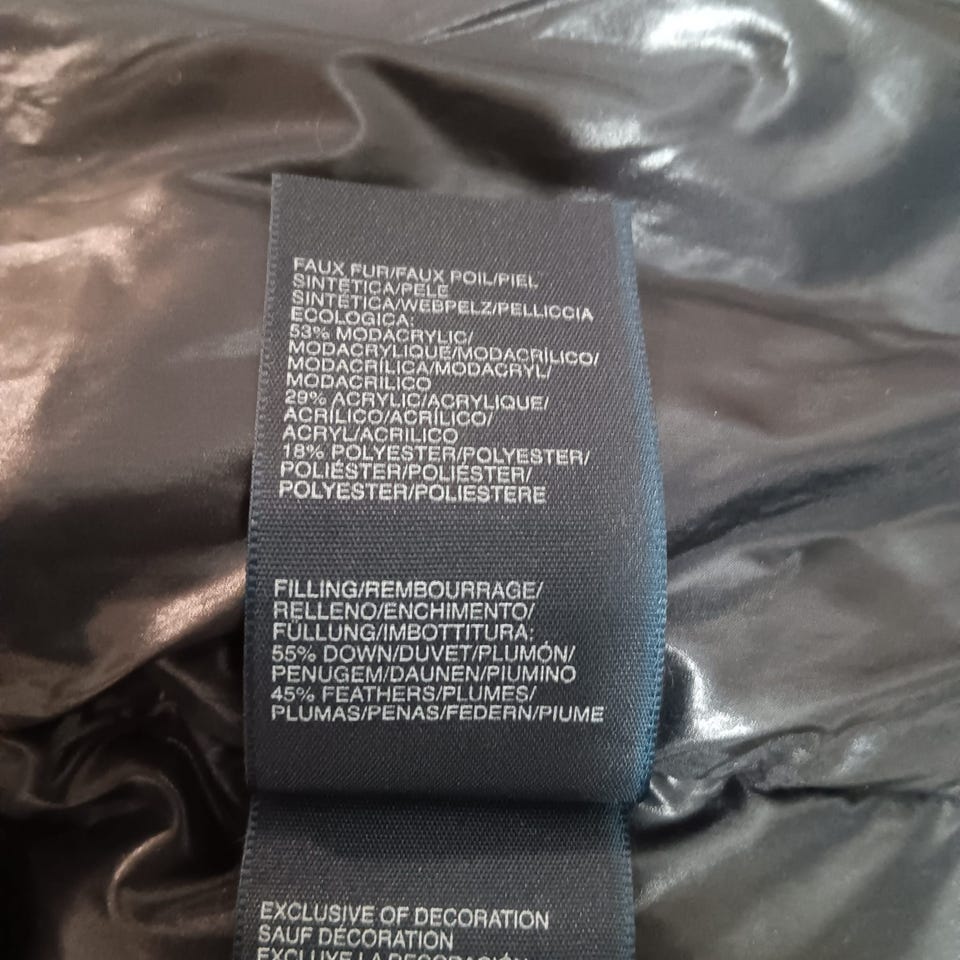 FAUX FUR/FAUX POIL/PIEL
SINTÉTICA/PELE
SINTÉTICA/WEBPELZ/PELLICCIA
ECOLOGICA:
53% MODACRYLIC/
MODACRYLIQUE/MODACRÍLICO/
MODACRÍLICA/MODACRYL/
MODACRILICO
29% ACRYLIC/ACRYLIQUE/
ACRÍLICO/ACRÍLICO/
ACRYL/ACRILICO
18% POLYESTER/POLYESTER/
POLIÉSTER/POLIÉSTER/
POLYESTER/POLIESTERE
FILLING/REMBOURRAGE/
RELLENO/ENCHIMENTO/
FÜLLUNG/IMBOTTITURA:
55% DOWN/DUVET/PLUMÓN/
PENUGEM/DAUNEN/PIUMINO
45% FEATHERS/PLUMES/
PLUMAS/PENAS/FEDERN/PIUME
EXCLUSIVE OF DECORATION
SAUF DÉCORATION
EXCLUYE LA DECORACIÓN